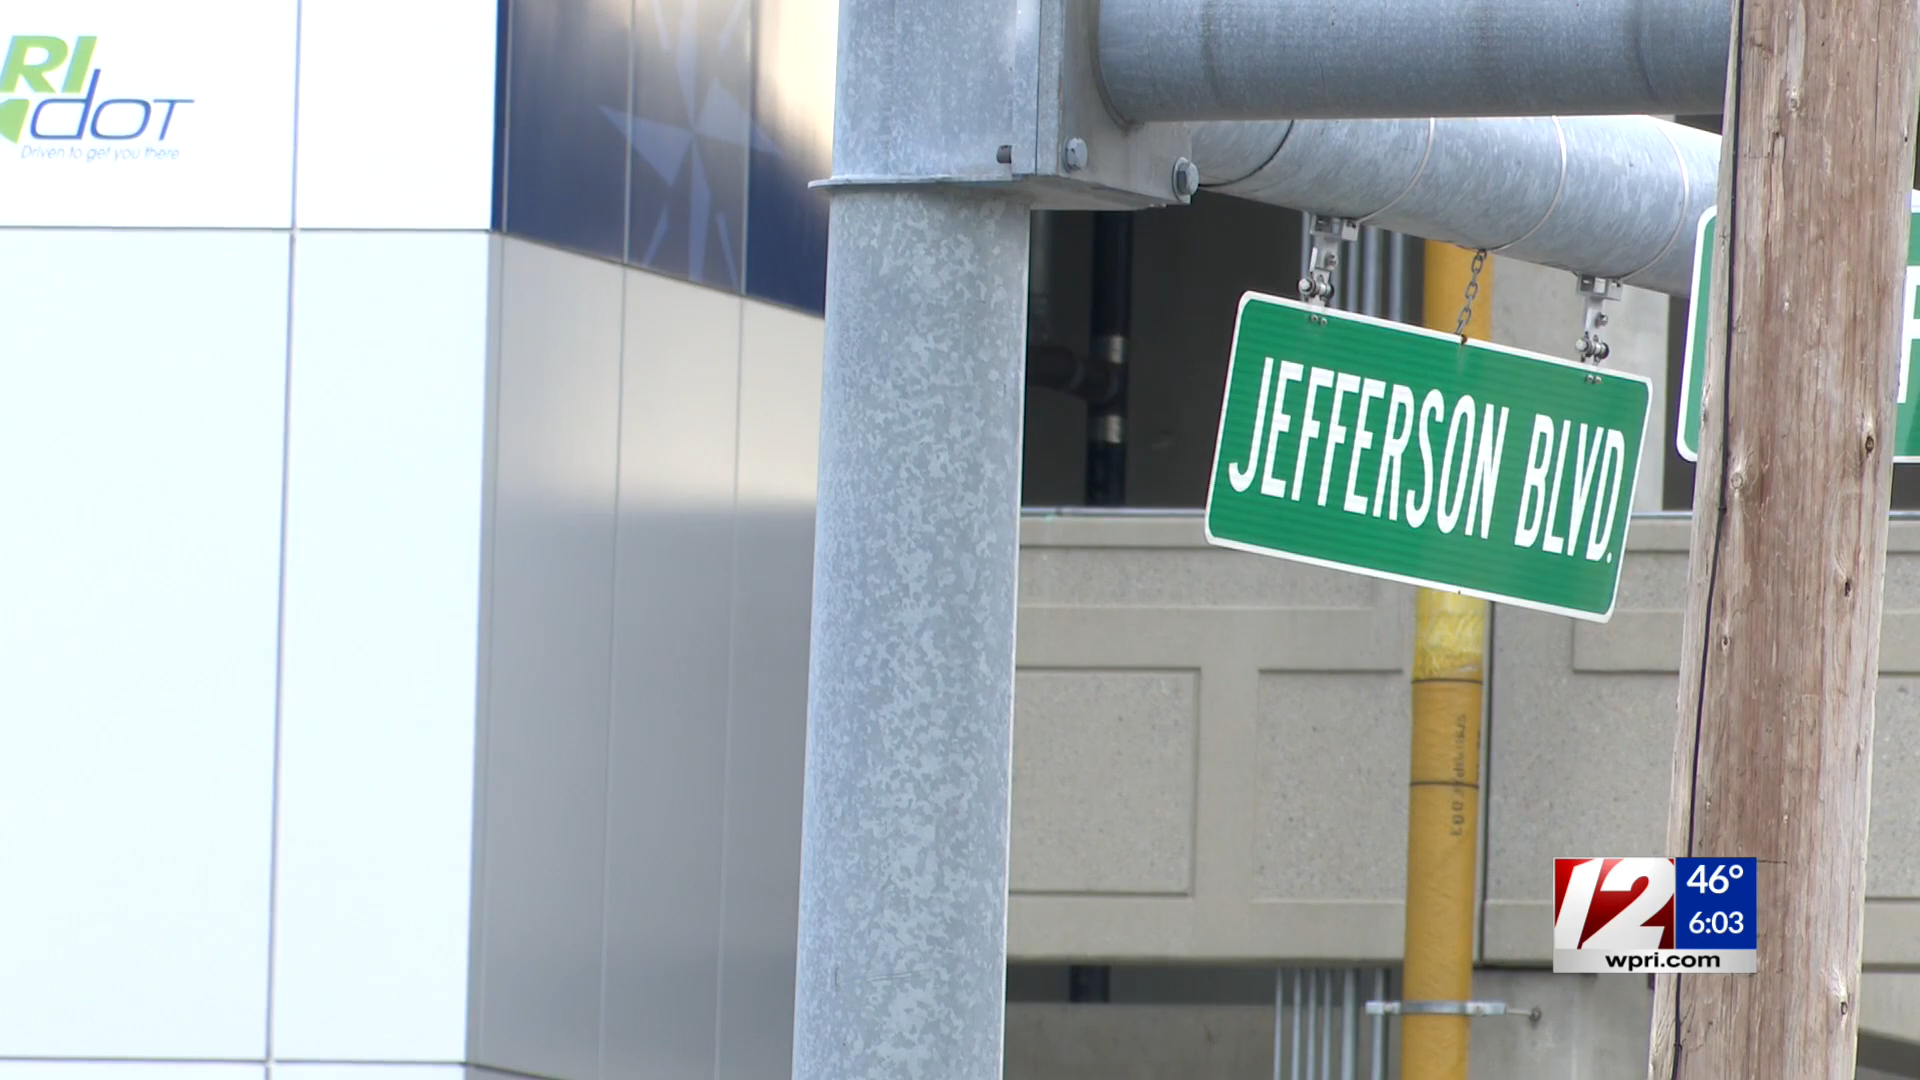 RI
dOT
Driven to get you there
JEFFERSON BLVD.
12
46°
6:03
wpri.com